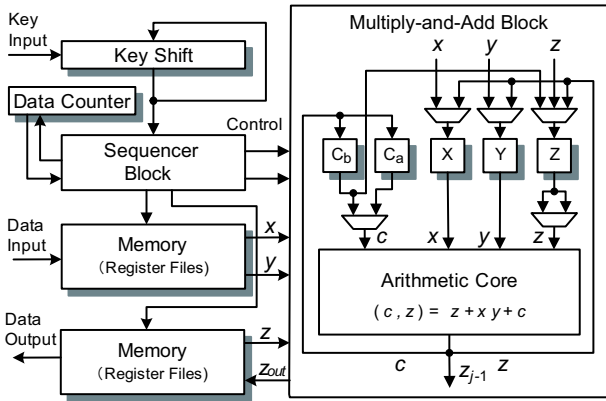 Key
Input
Key Shift
Data Counter
Sequencer
Block
Control
Data
Input
Memory
(Register Files)
x
y
Data
Output
Memory
(Register Files)
z
zout
Multiply-and-Add Block
x y z
Cb Ca X Y Z
c x y z
Arithmetic Core
(c, z) = z + x y + c
c z
zj-1